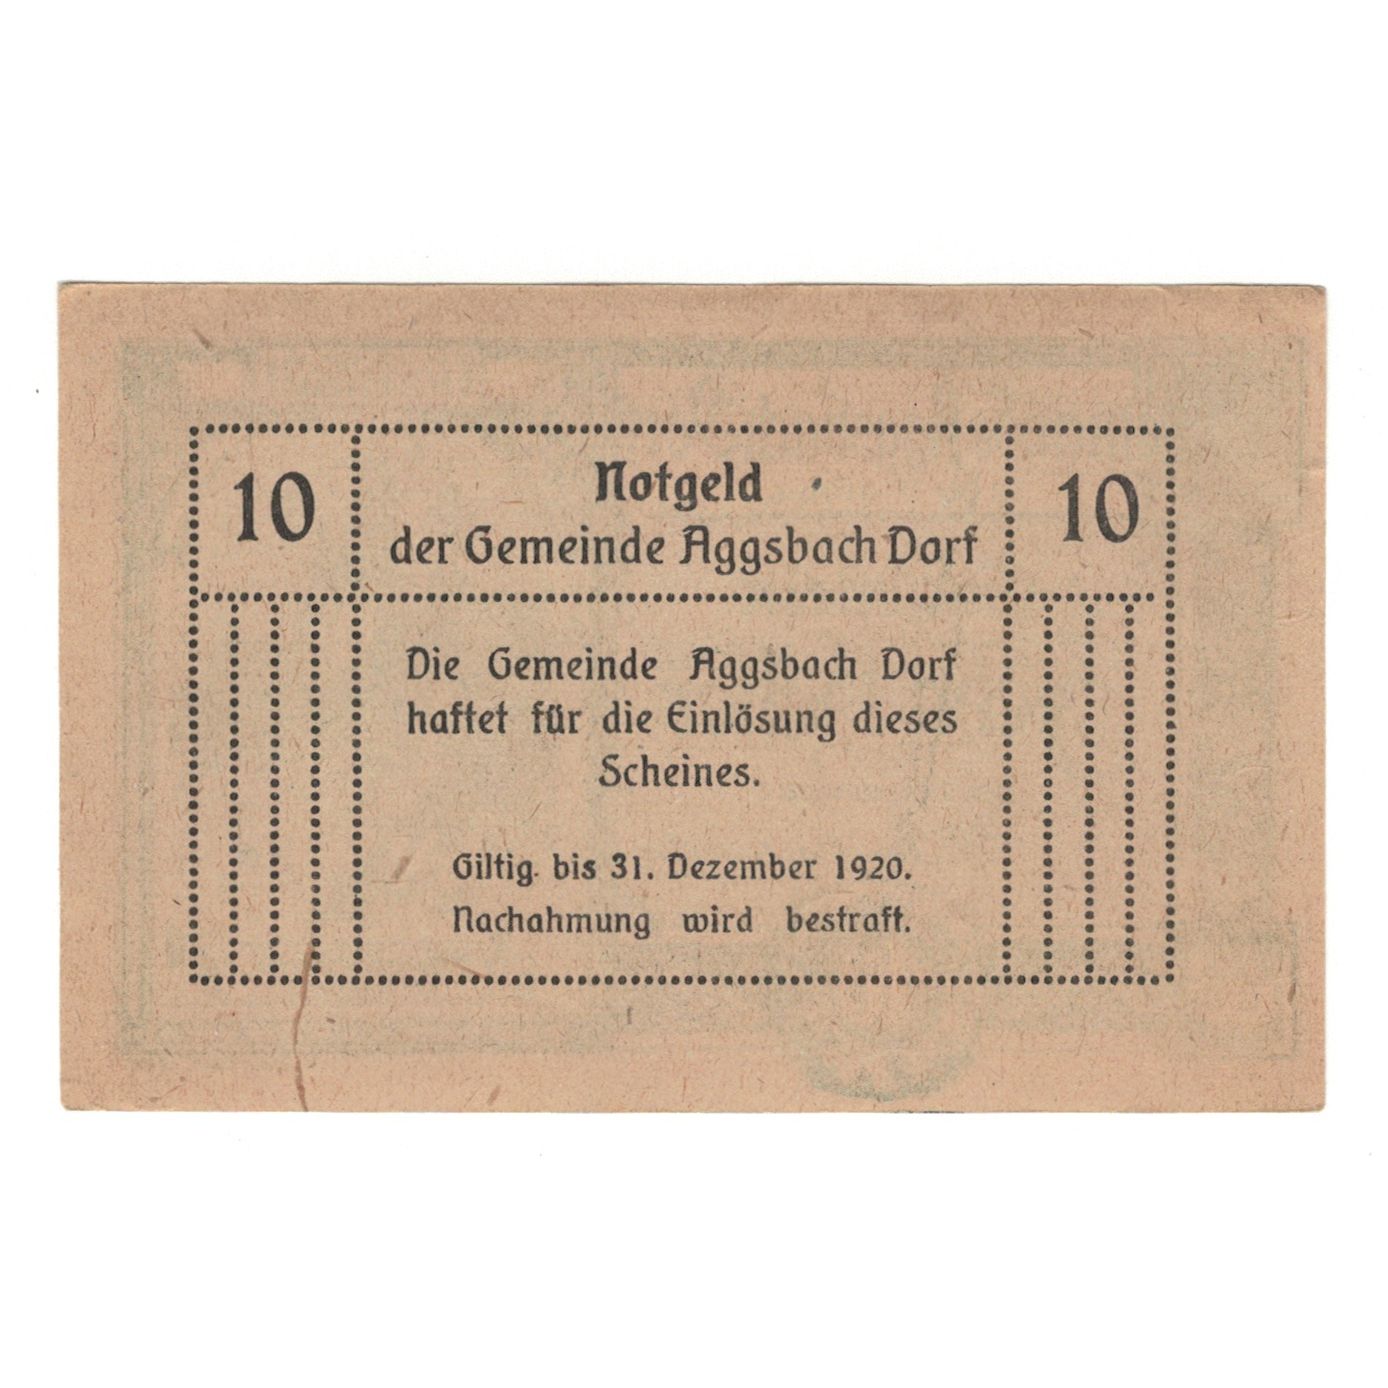 10
Notgeld
der Gemeinde Aggsbach Dorf
10
Die Gemeinde Aggsbach Dorf
haftet für die Einlösung dieses
Scheines.
Giltig bis 31. Dezember 1920.
Nachahmung wird bestraft.